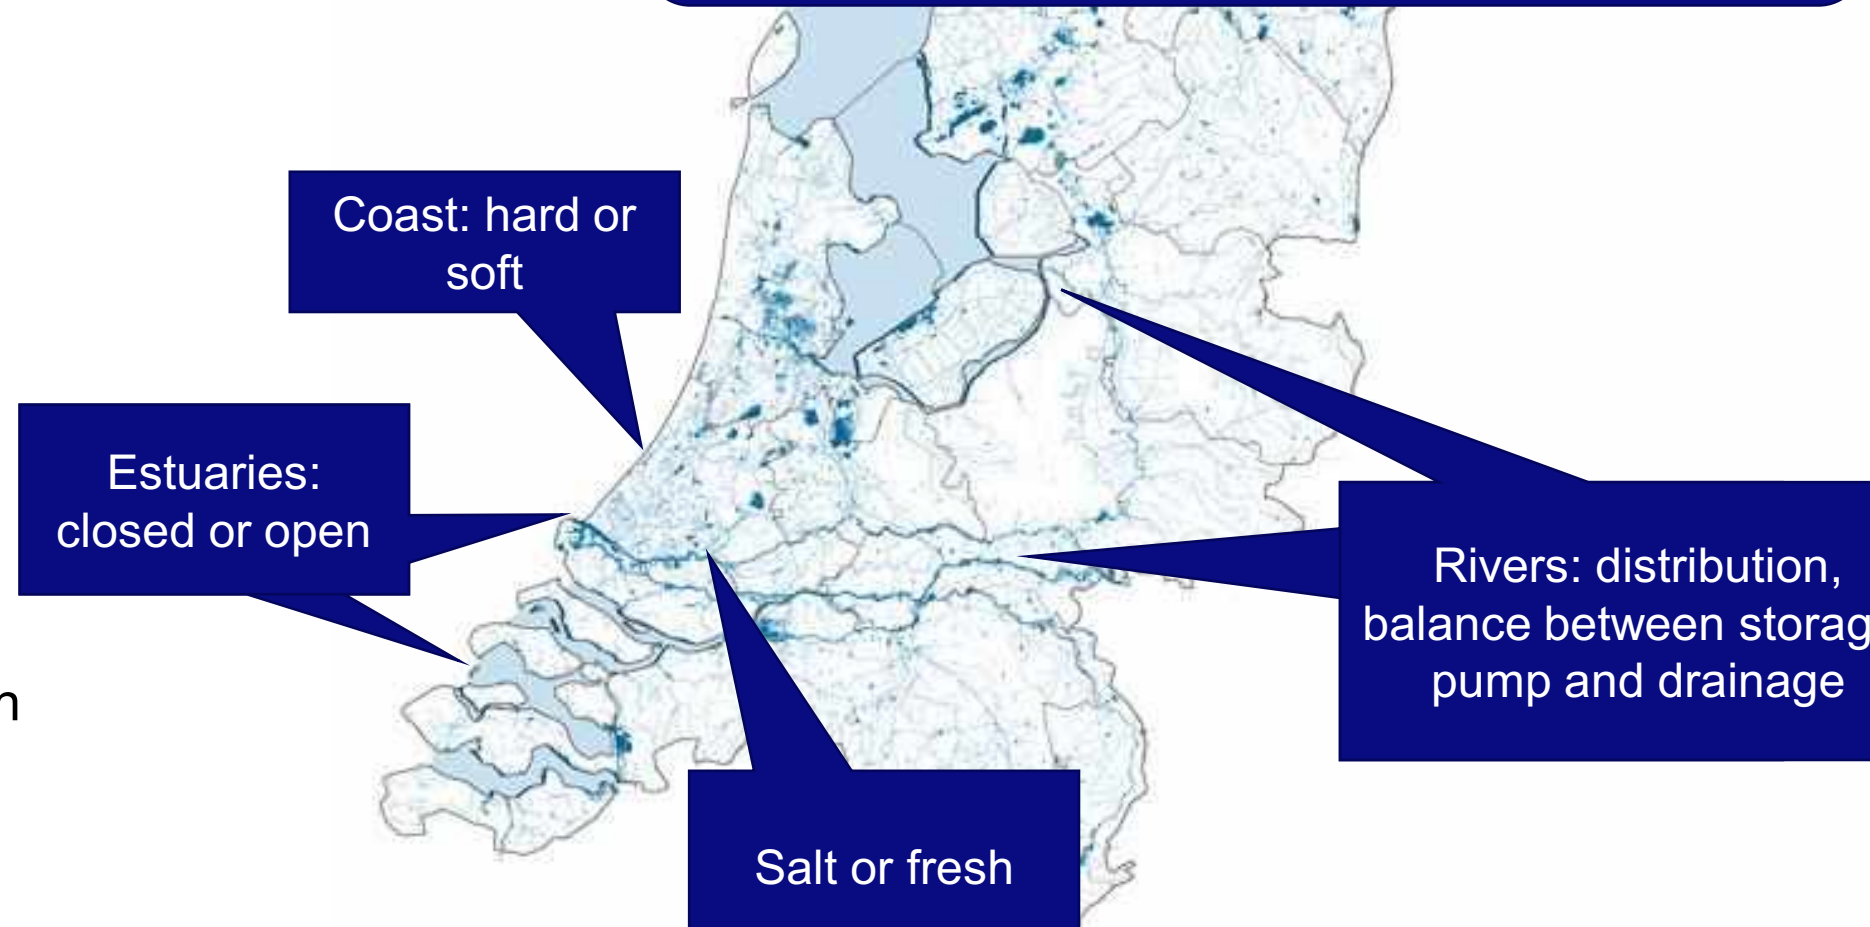 Coast: hard or
soft
Estuaries:
closed or open
Rivers: distribution,
balance between storag
pump and drainage
n
Salt or fresh